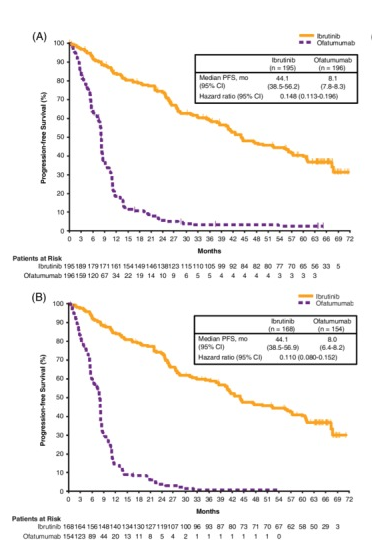 (A)
Ibrutinib
Ofatumumab
Ibrutinib Ofatumumab
(n = 195) (n = 196)
Median PFS, mo 44.1 8.1
(95% CI) (38.5-56.2) (7.8-8.3)
Hazard ratio (95% CI) 0.148 (0.113-0.196)
Progression-free Survival (%)
100
90
80
70
60
50
40
30
20
10
0
0 3 6 9 12 15 18 21 24 27 30 33 36 39 42 45 48 51 54 57 60 63 66 69 72
Months
Patients at Risk
Ibrutinib 195 189 179 171 161 154 149 146 138 123 115 110 105 99 92 84 82 80 77 70 65 56 33 5
Ofatumumab 196 159 120 67 34 22 19 14 10 9 6 5 5 4 4 4 4 4 3 3 3 3
(B)
Ibrutinib
Ofatumumab
Ibrutinib Ofatumumab
(n = 168) (n = 154)
Median PFS, mo 44.1 8.0
(95% CI) (38.5-56.9) (6.4-8.2)
Hazard ratio (95% CI) 0.110 (0.080-0.152)
Progression-free Survival (%)
100
90
80
70
60
50
40
30
20
10
0
0 3 6 9 12 15 18 21 24 27 30 33 36 39 42 45 48 51 54 57 60 63 66 69 72
Months
Patients at Risk
Ibrutinib 168 164 156 148 140 134 130 127 119 107 100 96 93 87 80 73 71 70 67 62 58 50 29 3
Ofatumumab 154 123 89 44 20 13 11 8 5 4 2 1 1 1 1 1 1 1 0